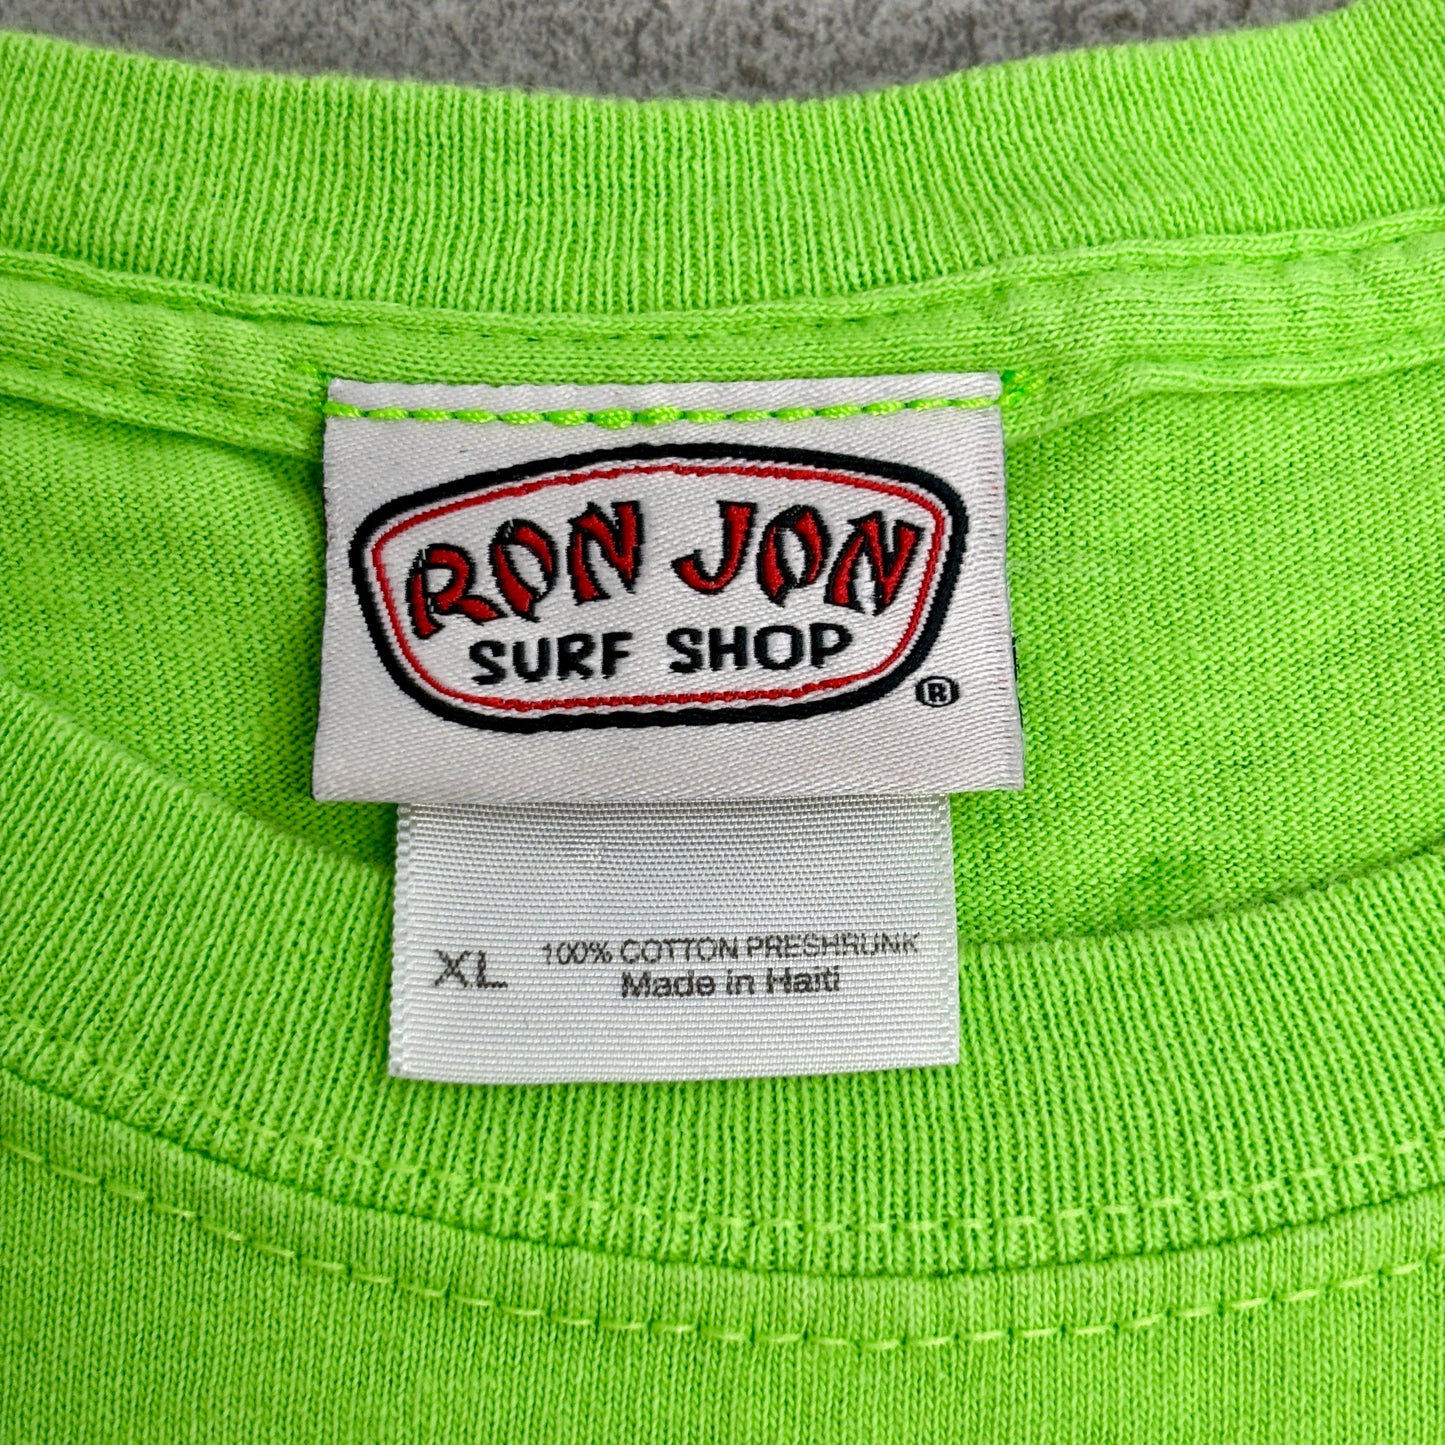 RON JON
SURF SHOP
®
XL
100% COTTON PRESHRUNK
Made in Haiti